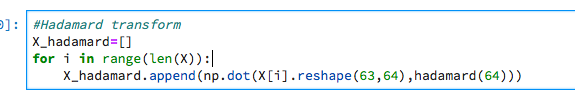 ]:
#Hadamard transform
X_hadamard=[]
for i in range(len(X)):
    X_hadamard.append(np.dot(X[i].reshape(63,64),hadamard(64)))